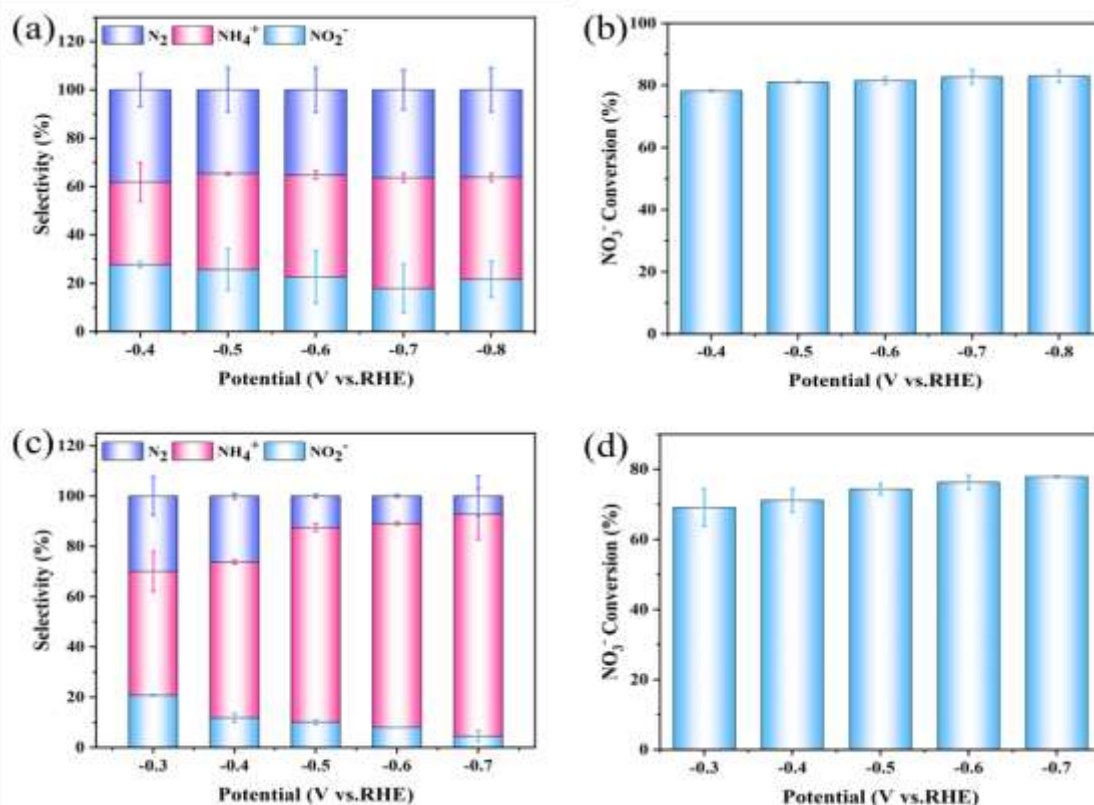 (a)
N₂ NH₄⁺ NO₂⁻
120
100
80
60
40
20
0
Selectivity (%)
-0.4 -0.5 -0.6 -0.7 -0.8
Potential (V vs.RHE)
(b)
100
80
60
40
20
0
NO₃⁻ Conversion (%)
-0.4 -0.5 -0.6 -0.7 -0.8
Potential (V vs.RHE)
(c)
N₂ NH₄⁺ NO₂⁻
120
100
80
60
40
20
0
Selectivity (%)
-0.3 -0.4 -0.5 -0.6 -0.7
Potential (V vs.RHE)
(d)
80
60
40
20
0
NO₃⁻ Conversion (%)
-0.3 -0.4 -0.5 -0.6 -0.7
Potential (V vs.RHE)